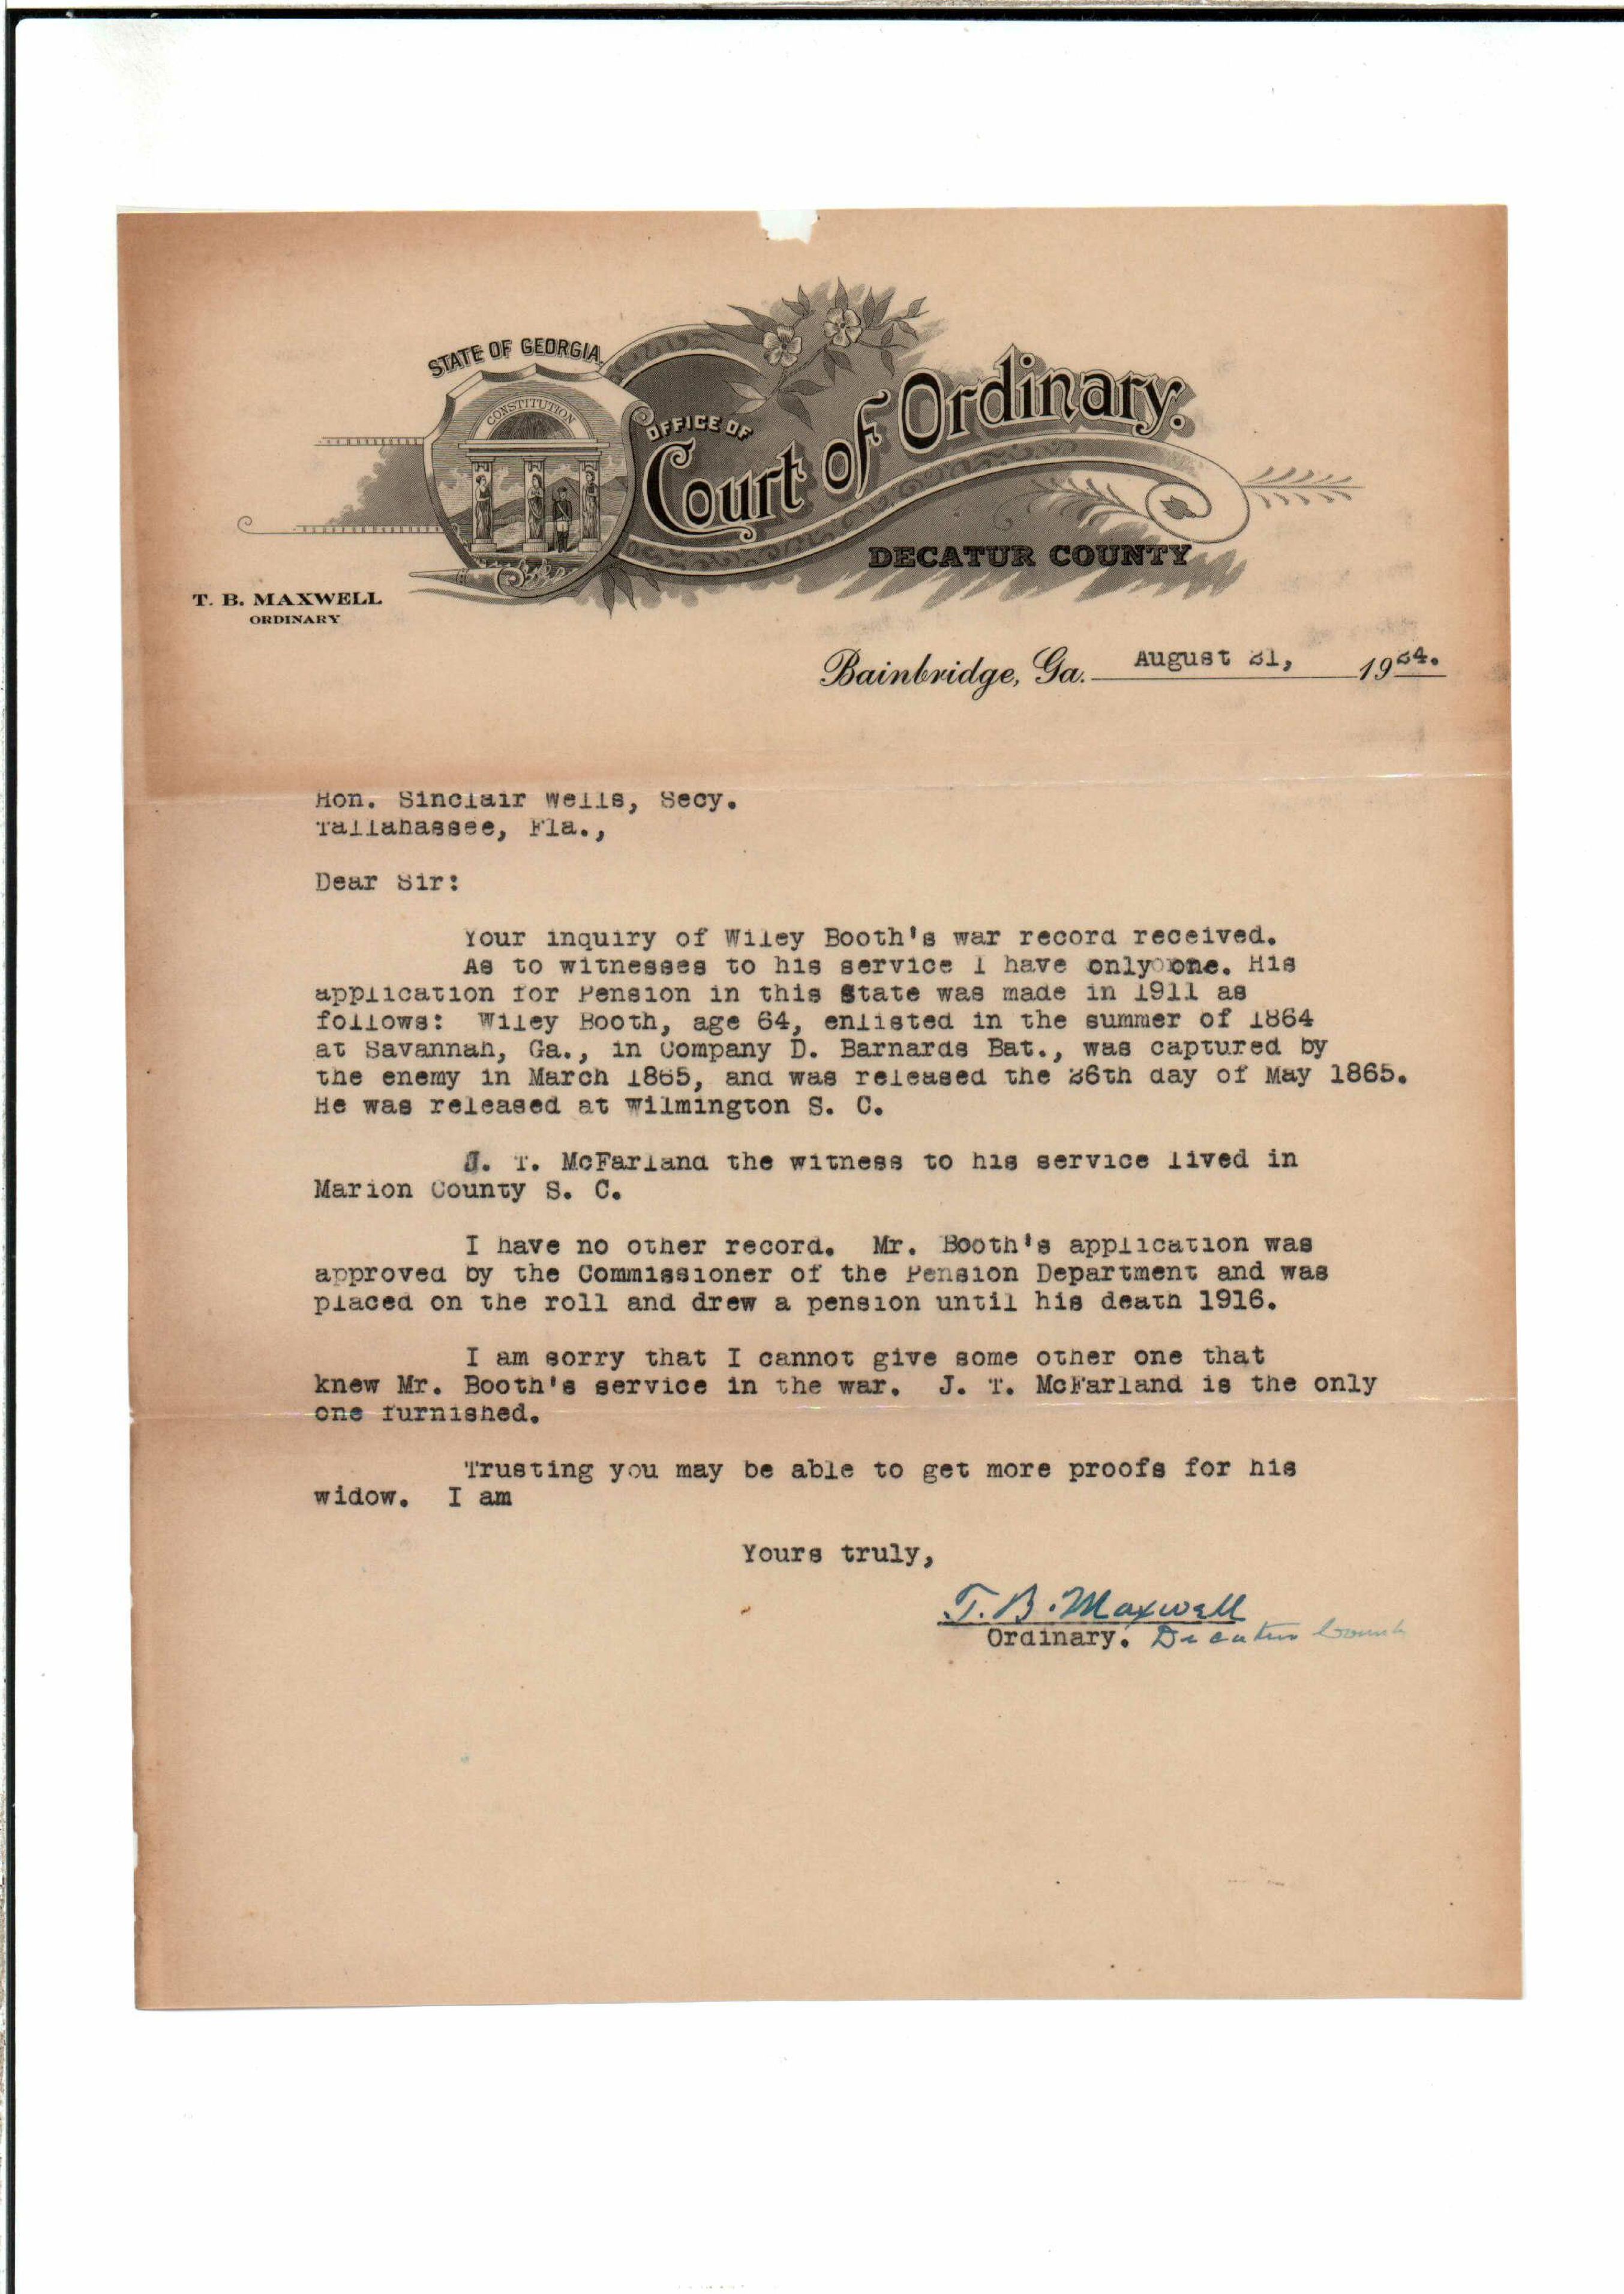 STATE OF GEORGIA.
CONSTITUTION
OFFICE OF
Court of Ordinary.
DECATUR COUNTY
T. B. MAXWELL
ORDINARY
Bainbridge, Ga. August 21, 1924.
Hon. Sinclair Wells, Secy.
Tallahassee, Fla.,
Dear Sir:
Your inquiry of Wiley Booth's war record received.
As to witnesses to his service I have only one. His
application for Pension in this State was made in 1911 as
follows: Wiley Booth, age 64, enlisted in the summer of 1864
at Savannah, Ga., in Company D. Barnards Bat., was captured by
the enemy in March 1865, and was released the 26th day of May 1865.
He was released at Wilmington S. C.
J. T. McFarland the witness to his service lived in
Marion County S. C.
I have no other record. Mr. Booth's application was
approved by the Commissioner of the Pension Department and was
placed on the roll and drew a pension until his death 1916.
I am sorry that I cannot give some other one that
knew Mr. Booth's service in the war. J. T. McFarland is the only
one furnished.
Trusting you may be able to get more proofs for his
widow. I am
Yours truly,
T. B. Maxwell
Ordinary. Decatur County